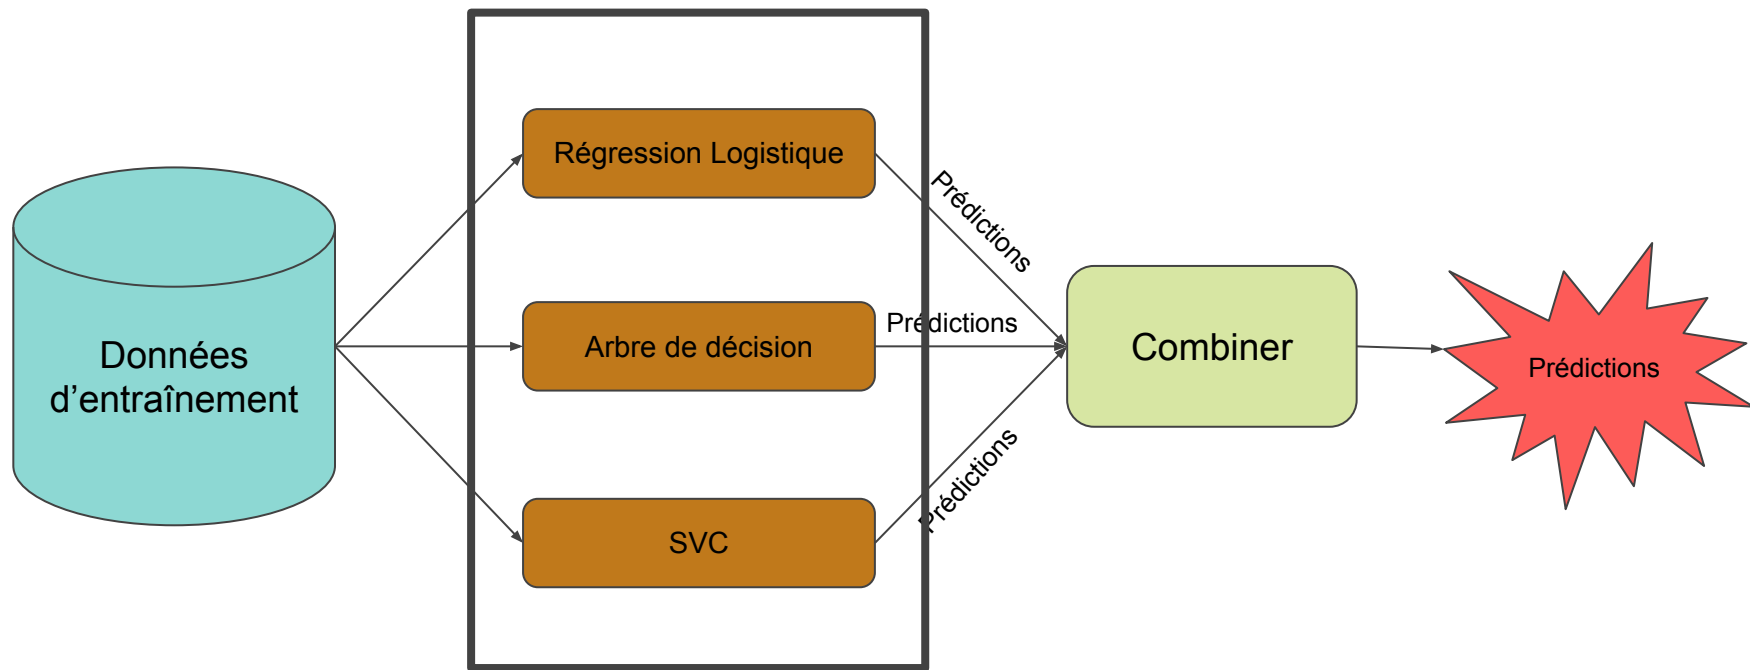 Données
d’entraînement
Régression Logistique
Arbre de décision
SVC
Prédictions
Prédictions
Prédictions
Combiner
Prédictions